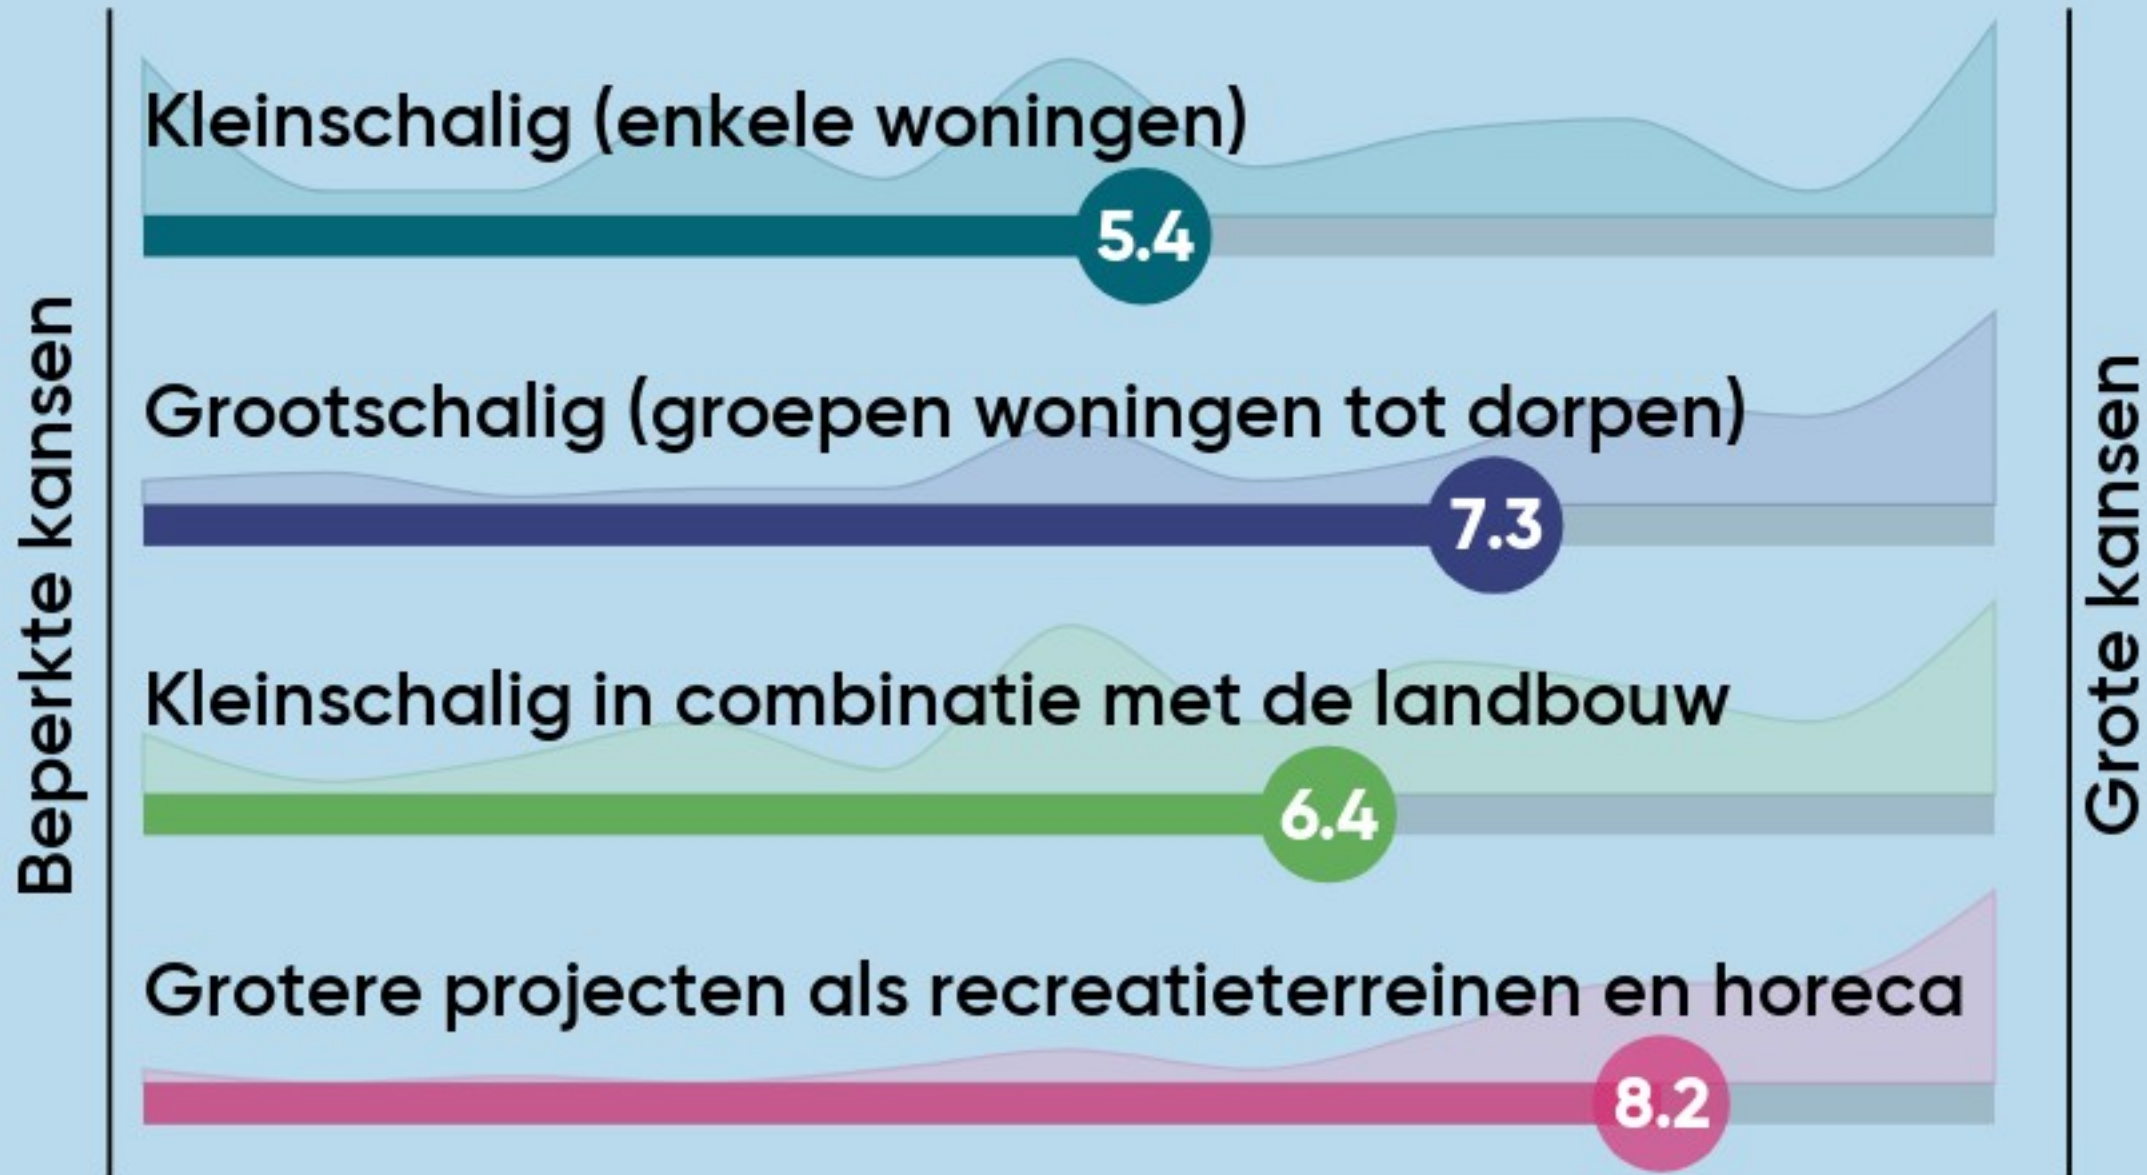 Beperkte kansen
Kleinschalig (enkele woningen)
5.4
Grootschalig (groepen woningen tot dorpen)
7.3
Kleinschalig in combinatie met de landbouw
6.4
Grotere projecten als recreatieterreinen en horeca
8.2
Grote kansen